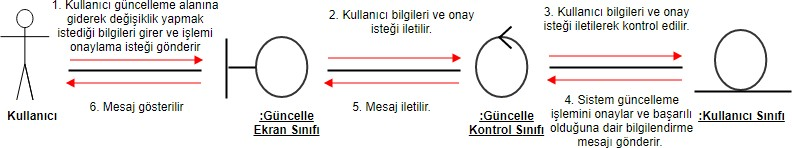 1. Kullanıcı güncelleme alanına
giderek değişiklik yapmak
istediği bilgileri girer ve işlemi
onaylama isteği gönderir
2. Kullanıcı bilgileri ve onay
isteği iletilir.
3. Kullanıcı bilgileri ve onay
isteği iletilerek kontrol edilir.
6. Mesaj gösterilir
5. Mesaj iletilir.
4. Sistem güncelleme
işlemini onaylar ve başarılı
olduğuna dair bilgilendirme
mesajı gönderir.
Kullanıcı
:Güncelle
Ekran Sınıfı
:Güncelle
Kontrol Sınıfı
:Kullanıcı Sınıfı